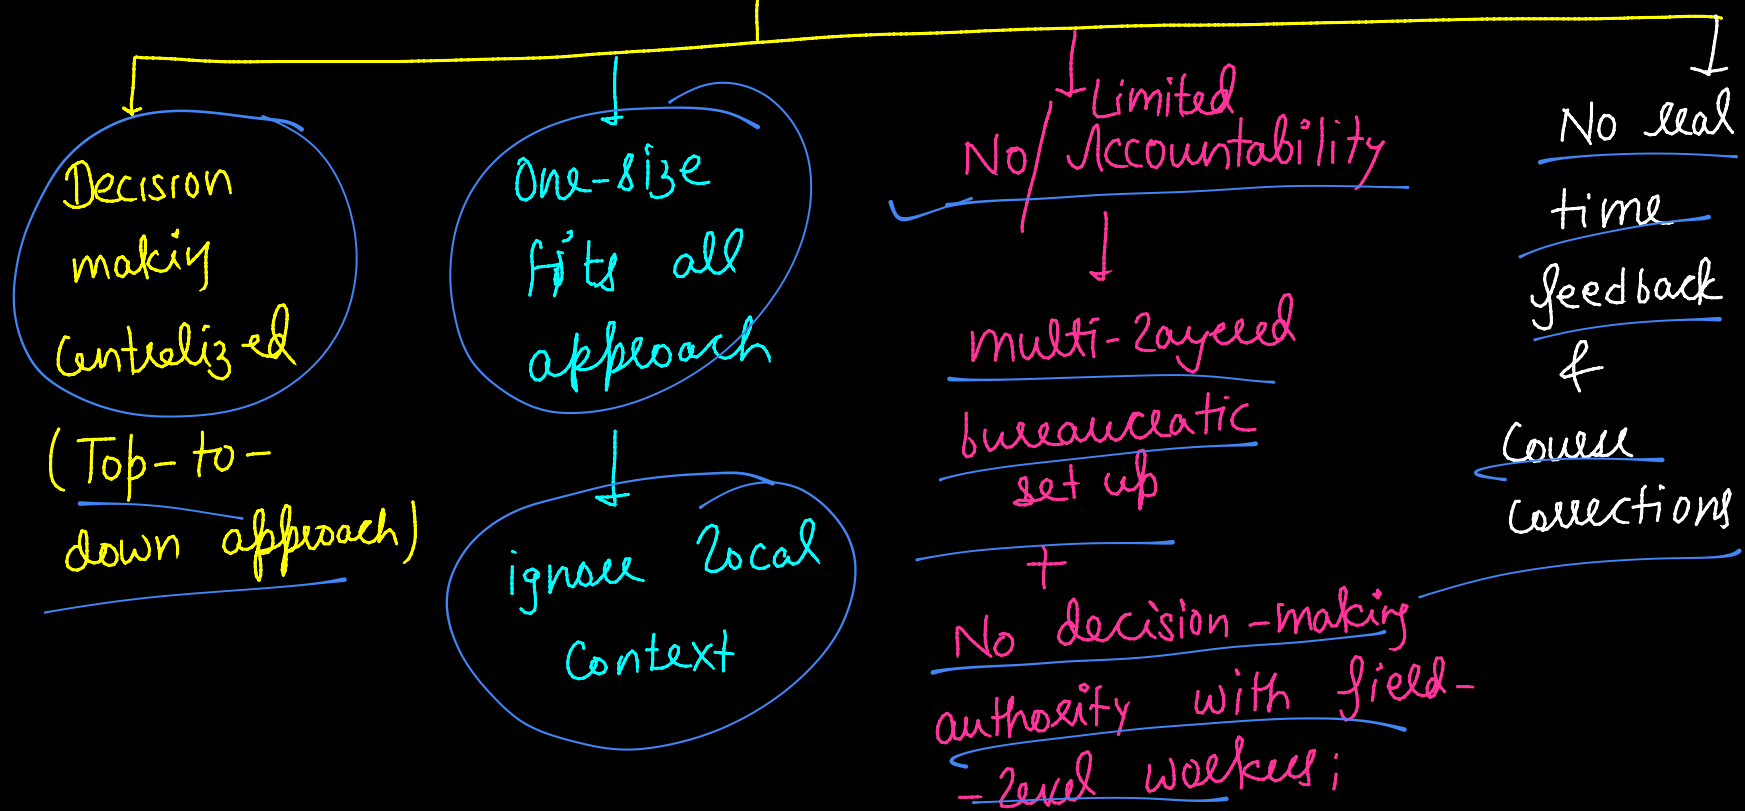 Decision
making
Centralized
(Top-to-
down approach)
One-size
fits all
approach
ignore local
Context
Limited
No/ Accountability
multi-layered
bureaucratic
set up
+
No decision-making
authority with field-
-level workers;
No real
time
feedback
&
Course
corrections